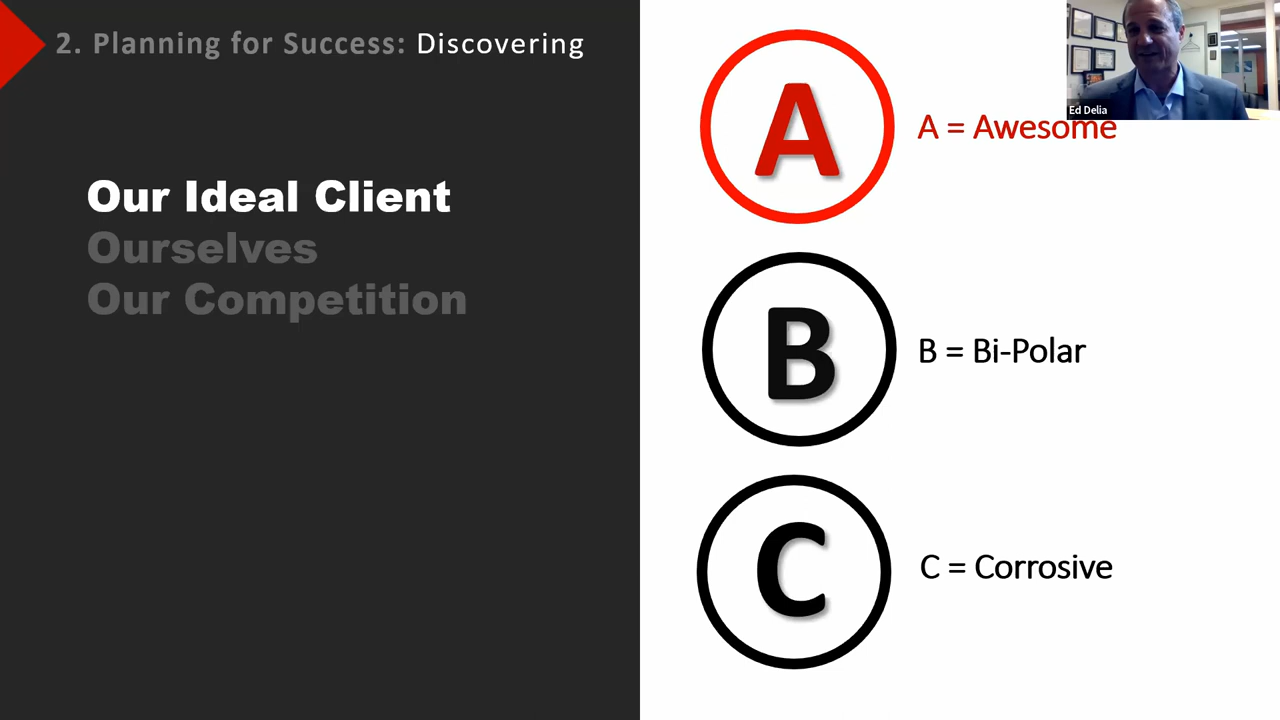 2. Planning for Success: Discovering
Our Ideal Client
Ourselves
Our Competition
A
A = Awesome
Ed Delia
B
B = Bi-Polar
C
C = Corrosive